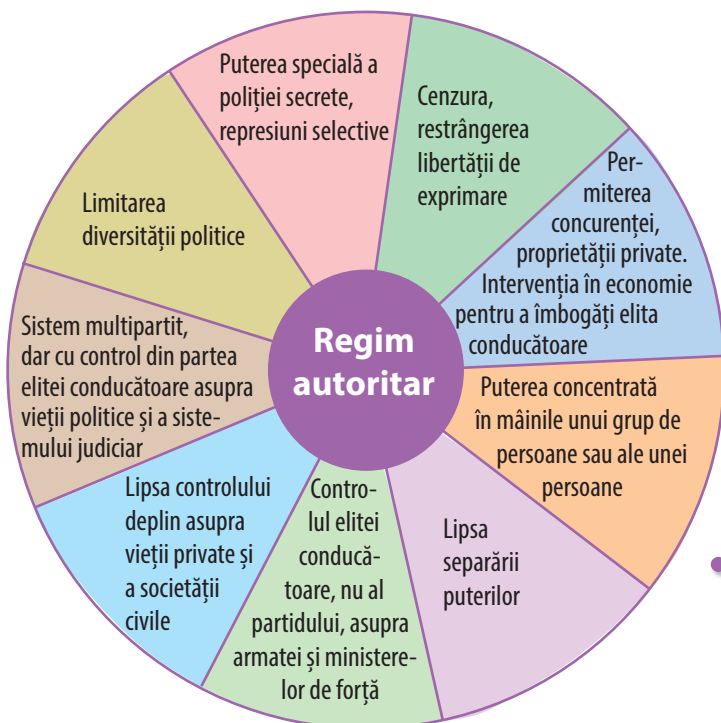 Puterea specială a
poliției secrete,
represiuni selective
Cenzura,
restrângerea
libertății de
exprimare
Per-
miterea
concurenței,
proprietății private.
Intervenția în economie
pentru a îmbogăți elita
conducătoare
Puterea concentrată
în mâinile unui grup de
persoane sau ale unei
persoane
Lipsa
separării
puterilor
Contro-
lul elitei
conducă-
toare, nu al
partidului, asupra
armatei și ministere-
lor de forță
Lipsa controlului
deplin asupra
vieții private și
a societății
civile
Sistem multipartit,
dar cu control din partea
elitei conducătoare asupra
vieții politice și a siste-
mului judiciar
Limitarea
diversității politice
Regim
autoritar